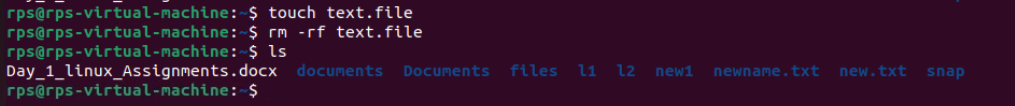 rps@rps-virtual-machine:~$ touch text.file
rps@rps-virtual-machine:~$ rm -rf text.file
rps@rps-virtual-machine:~$ ls
Day_1_linux_Assignments.docx  documents  Documents  files  l1  l2  new1  newname.txt  new.txt  snap
rps@rps-virtual-machine:~$